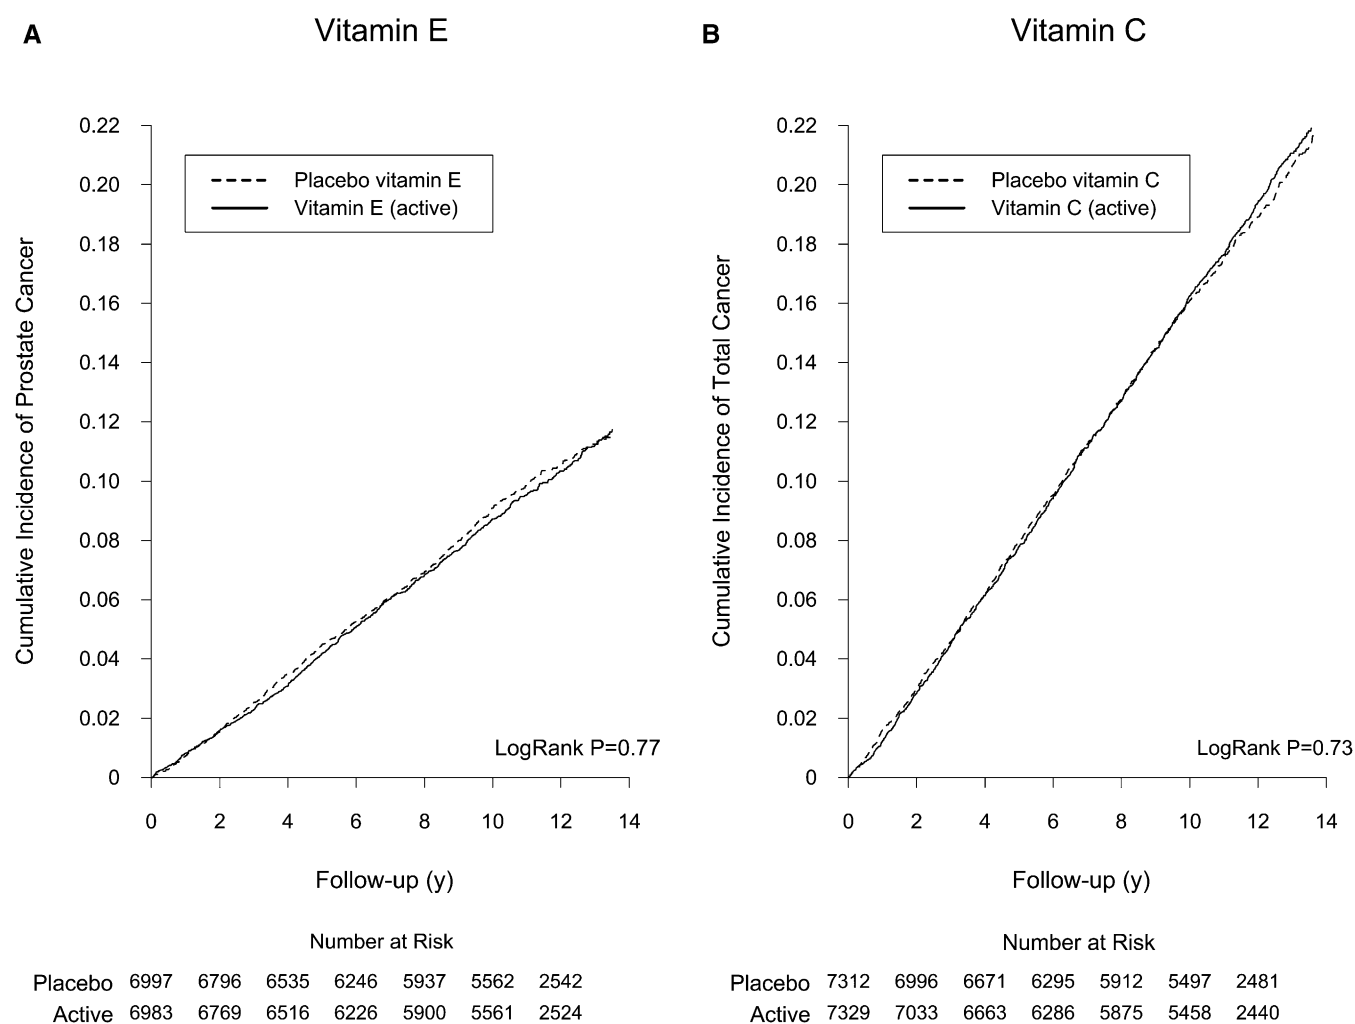 A
Vitamin E
Cumulative Incidence of Prostate Cancer
0.22
0.20
0.18
0.16
0.14
0.12
0.10
0.08
0.06
0.04
0.02
0
Placebo vitamin E
Vitamin E (active)
LogRank P=0.77
0 2 4 6 8 10 12 14
Follow-up (y)
Number at Risk
Placebo 6997 6796 6535 6246 5937 5562 2542
Active 6983 6769 6516 6226 5900 5561 2524
B
Vitamin C
Cumulative Incidence of Total Cancer
0.22
0.20
0.18
0.16
0.14
0.12
0.10
0.08
0.06
0.04
0.02
0
Placebo vitamin C
Vitamin C (active)
LogRank P=0.73
0 2 4 6 8 10 12 14
Follow-up (y)
Number at Risk
Placebo 7312 6996 6671 6295 5912 5497 2481
Active 7329 7033 6663 6286 5875 5458 2440